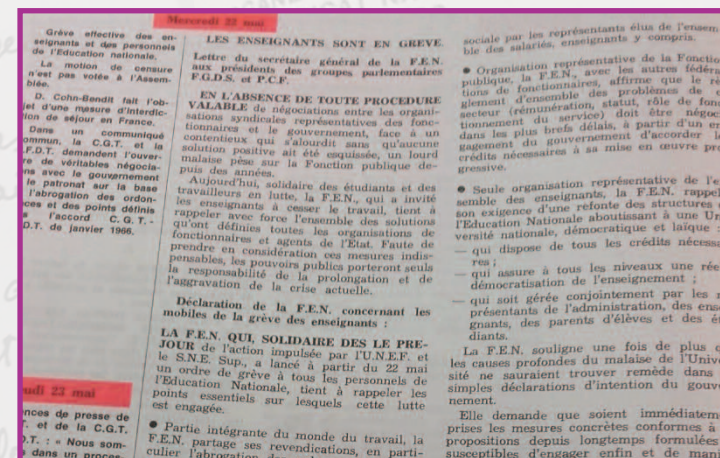 Mercredi 22 mai
Grève effective des en-
seignants et des personnels
de l'Education nationale.
La motion de censure
n'est pas votée à l'Assem-
blée.
D. Cohn-Bendit fait l'ob-
jet d'une mesure d'interdic-
tion de séjour en France.
Dans un communiqué
commun, la C.G.T. et la
C.F.D.T. demandent l'ouver-
de véritables négocia-
avec le gouvernement
le patronat sur la base
l'abrogation des ordon-
et des points définis
l'accord C. G. T. -
de janvier 1966.
23 mai
de presse de
et de la C.G.T.
: « Nous som-
dans un
LES ENSEIGNANTS SONT EN GREVE
Lettre du secrétaire général de la F.E.N.
aux présidents des groupes parlementaires
F.G.D.S. et P.C.F.
EN L'ABSENCE DE TOUTE PROCEDURE
VALABLE de négociations entre les organi-
sations syndicales représentatives des fonc-
tionnaires et le gouvernement, face à un
contentieux qui s'alourdit sans qu'aucune
solution positive ait été esquissée, un lourd
malaise pèse sur la Fonction publique de-
puis des années.
Aujourd'hui, solidaire des étudiants et des
travailleurs en lutte, la F.E.N., qui a invité
les enseignants à cesser le travail, tient à
rappeler avec force l'ensemble des solutions
qu'ont définies toutes les organisations de
fonctionnaires et agents de l'Etat. Faute de
prendre en considération ces mesures indis-
pensables, les pouvoirs publics porteront seuls
la responsabilité de la prolongation et de
l'aggravation de la crise actuelle.
Déclaration de la F.E.N. concernant les
mobiles de la grève des enseignants :
LA F.E.N. QUI, SOLIDAIRE DES LE PRE-
JOUR de l'action impulsée par l'U.N.E.F. et
le S.N.E. Sup., a lancé à partir du 22 mai
un ordre de grève à tous les personnels de
l'Education Nationale, tient à rappeler les
points essentiels sur lesquels cette lutte
est engagée.
● Partie intégrante du monde du travail, la
F.E.N. partage ses revendications, en parti-
culier l'abrogation
sociale par les représentants élus de l'ensem-
ble des salariés, enseignants y compris.
● Organisation représentative de la Fonction
publique, la F.E.N., avec les autres fédéra-
tions de fonctionnaires, affirme que le rè-
glement d'ensemble des problèmes de
secteur (rémunération, statut, rôle de fonc-
tionnement du service) doit être négocié
dans les plus brefs délais, à partir d'un en-
gagement du gouvernement d'accorder
crédits nécessaires à sa mise en œuvre pro-
gressive.
● Seule organisation représentative de l'en-
semble des enseignants, la F.E.N. rappelle
son exigence d'une refonte des structures
l'Education Nationale aboutissant à une Uni-
versité nationale, démocratique et laïque :
— qui dispose de tous les crédits nécessai-
res ;
— qui assure à tous les niveaux une réelle
démocratisation de l'enseignement ;
— qui soit gérée conjointement par les re-
présentants de l'administration, des ensei-
gnants, des parents d'élèves et des étu-
diants.
La F.E.N. souligne une fois de plus que
les causes profondes du malaise de l'Univer-
sité ne sauraient trouver remède dans
simples déclarations d'intention du gouver-
nement.
Elle demande que soient immédiatement
prises les mesures concrètes conformes à
propositions depuis longtemps formulées
susceptibles d'engager enfin et de